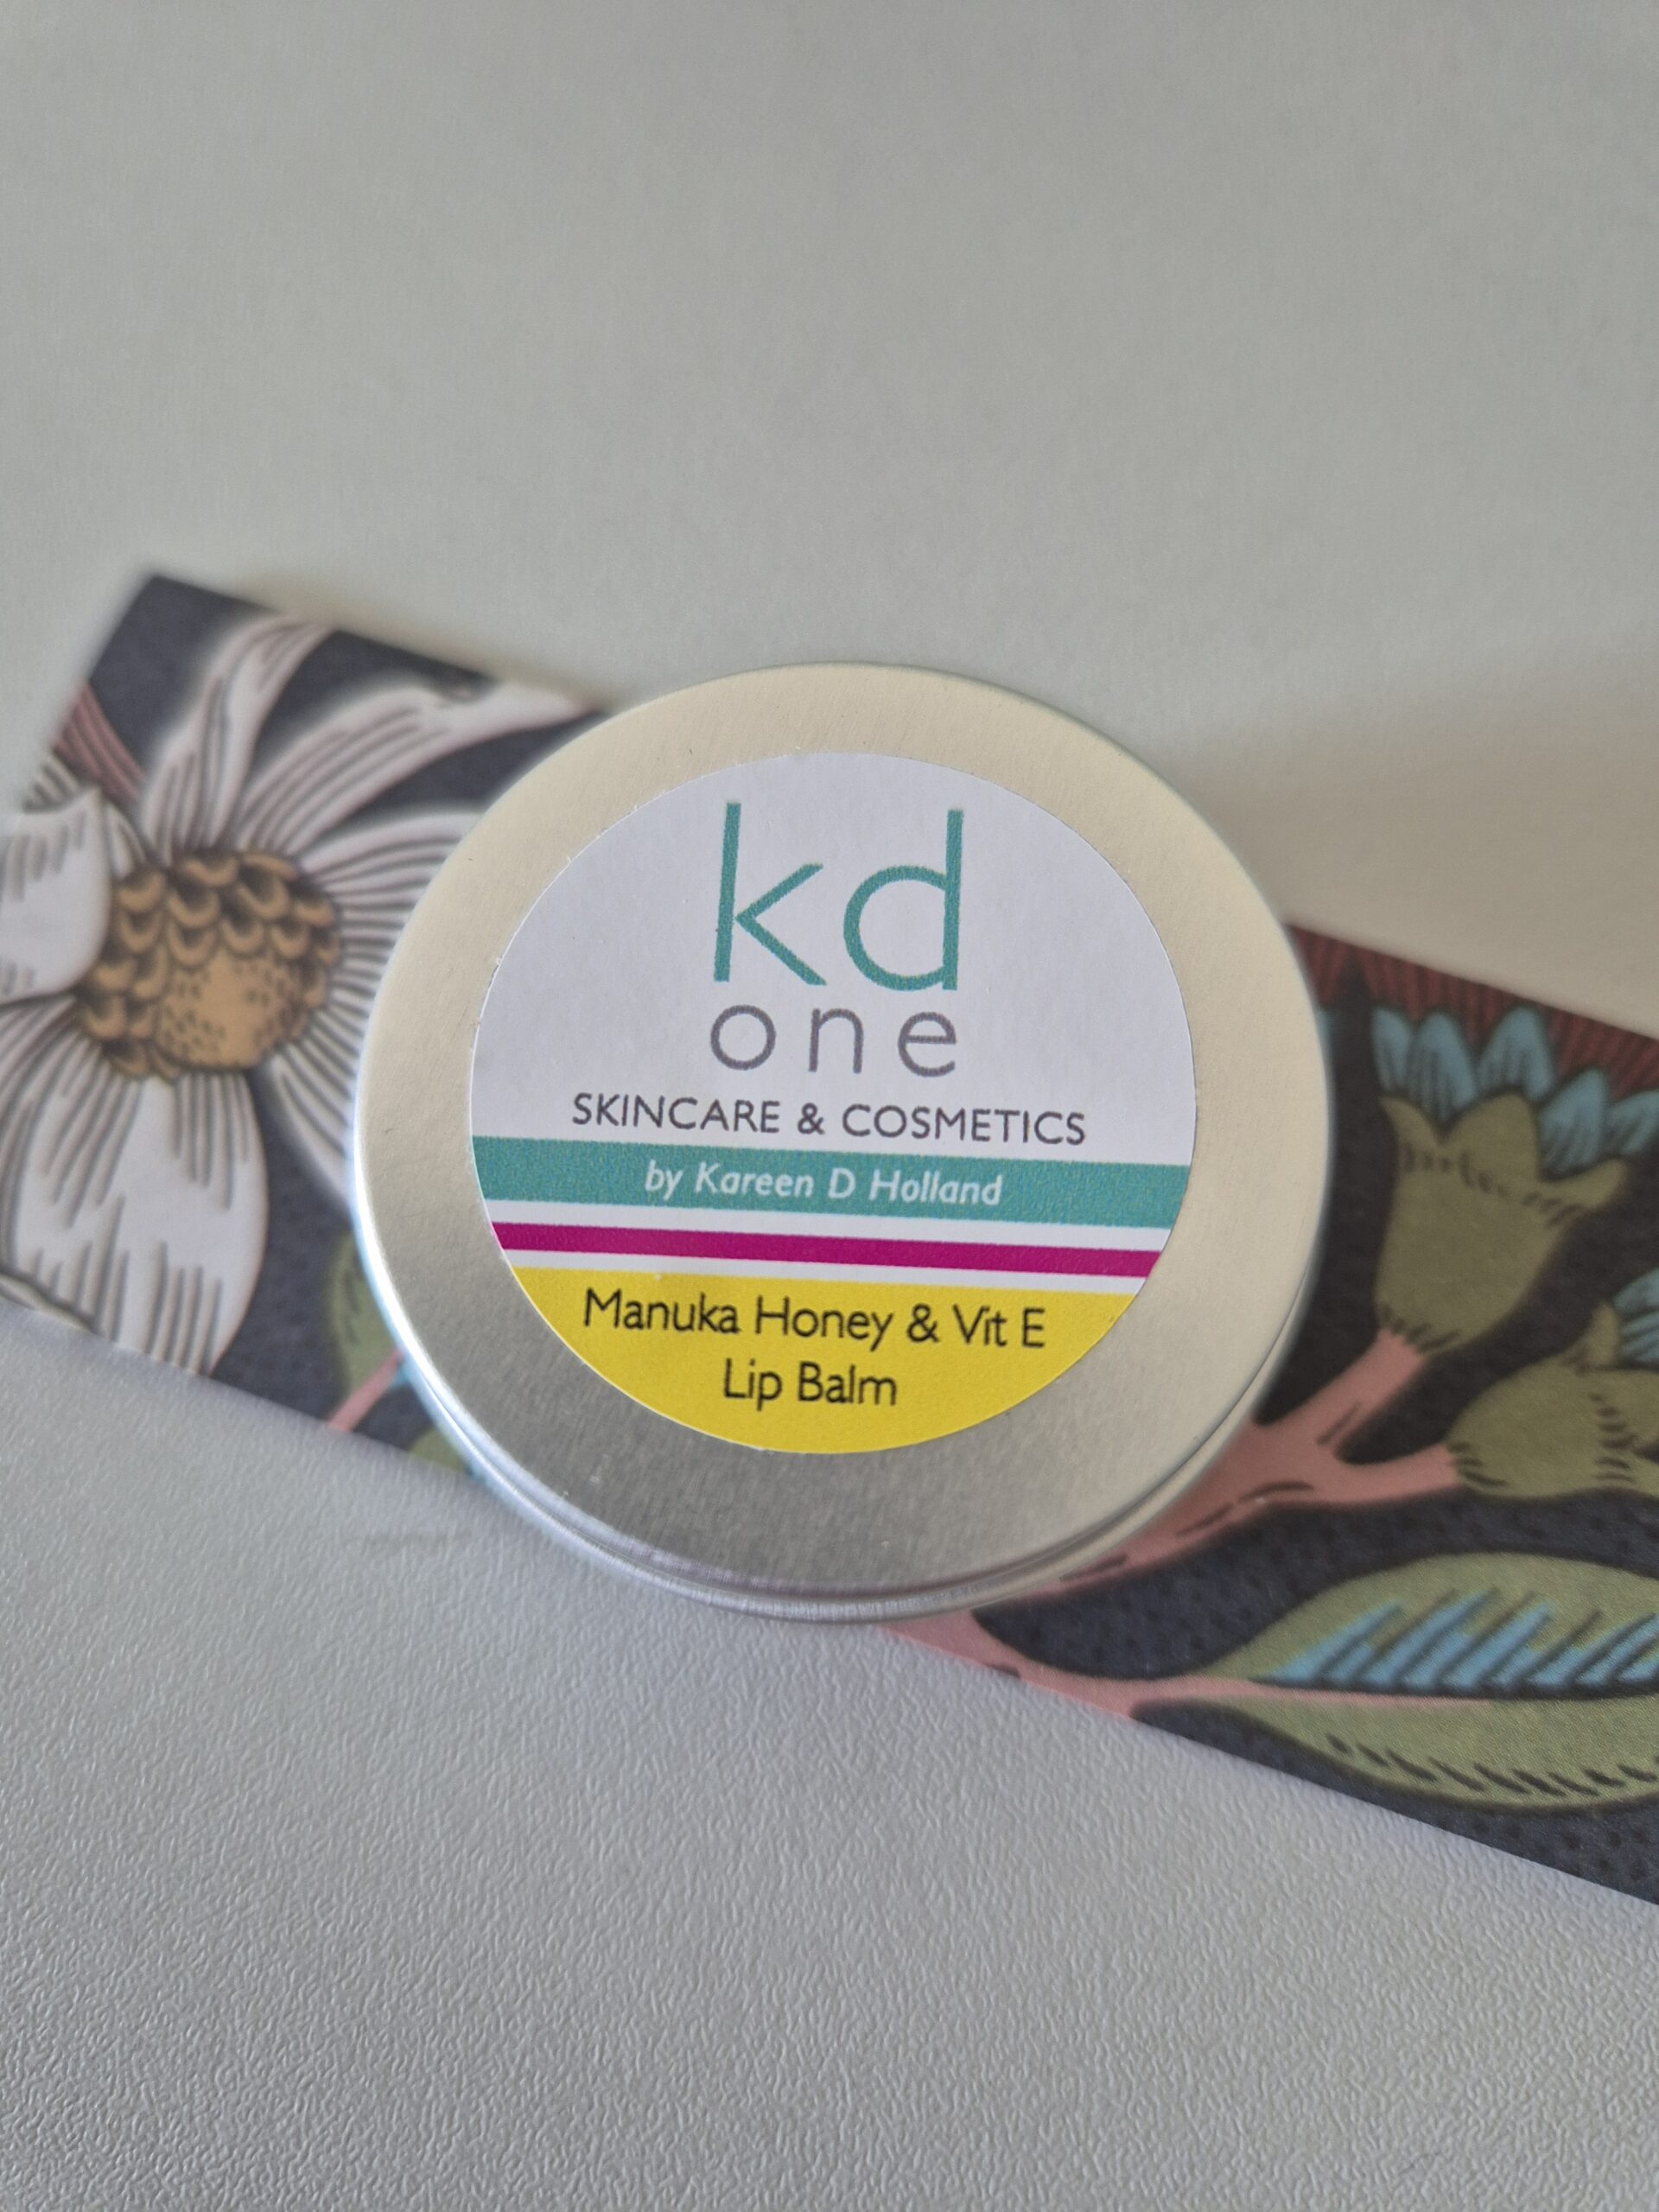 kd
one
SKINCARE & COSMETICS
by Kareen D Holland
Manuka Honey & Vit E
Lip Balm